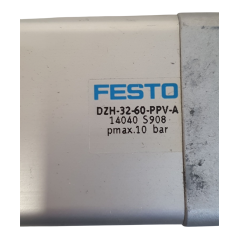 FESTO
DZH-32-60-PPV-A
14040 S908
pmax.10 bar